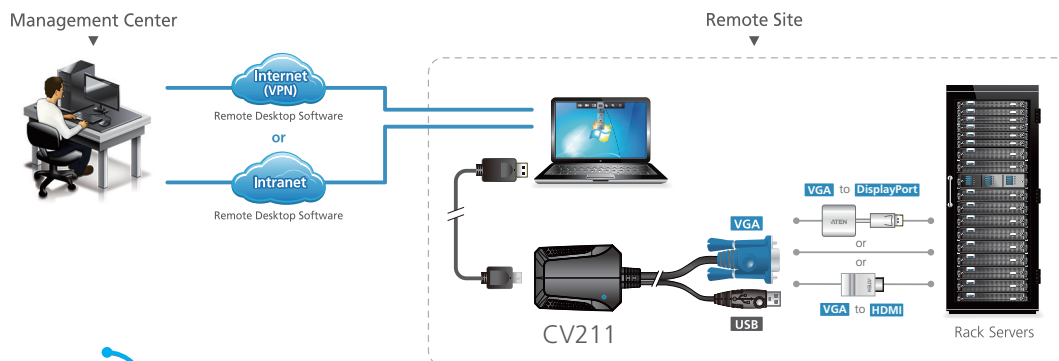 Management Center
Remote Site
Internet
(VPN)
Remote Desktop Software
or
Intranet
Remote Desktop Software
VGA
USB
CV211
VGA to DisplayPort
ATEN
or
or
ATEN
VGA to HDMI
Rack Servers